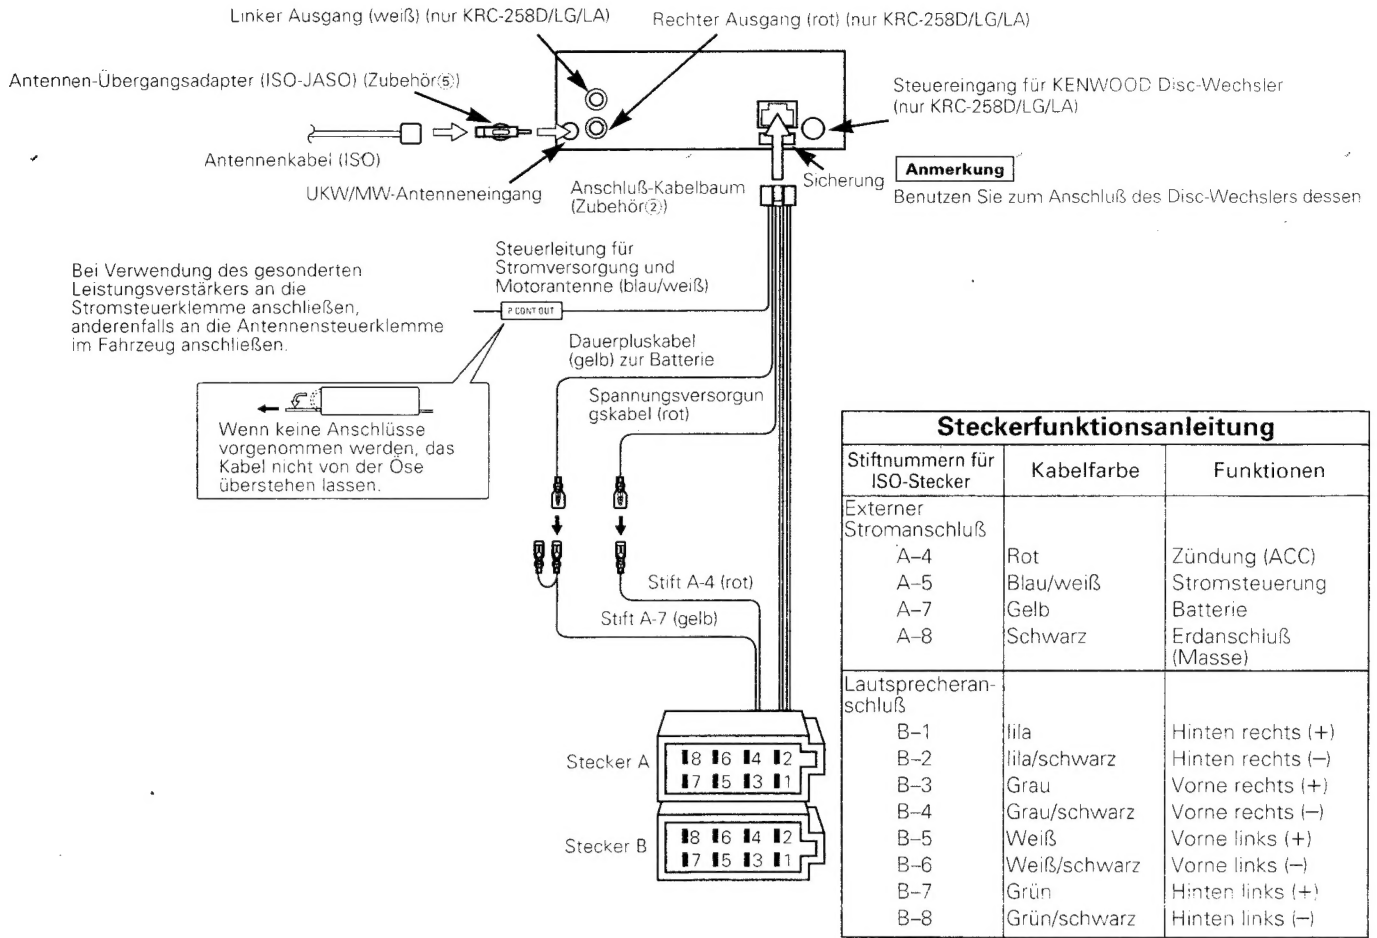 Linker Ausgang (weiß) (nur KRC-258D/LG/LA)
Rechter Ausgang (rot) (nur KRC-258D/LG/LA)
Antennen-Übergangsadapter (ISO-JASO) (Zubehör⑤)
Steuereingang für KENWOOD Disc-Wechsler
(nur KRC-258D/LG/LA)
Antennenkabel (ISO)
UKW/MW-Antenneneingang
Anschluß-Kabelbaum
(Zubehör②)
Sicherung
Anmerkung
Benutzen Sie zum Anschluß des Disc-Wechslers dessen
Bei Verwendung des gesonderten
Leistungsverstärkers an die
Stromsteuerklemme anschließen,
anderenfalls an die Antennensteuerklemme
im Fahrzeug anschließen.
Steuerleitung für
Stromversorgung und
Motorantenne (blau/weiß)
P.CONT OUT
Dauerpluskabel
(gelb) zur Batterie
Spannungsversorgun
gskabel (rot)
Wenn keine Anschlüsse
vorgenommen werden, das
Kabel nicht von der Öse
überstehen lassen.
Stift A-4 (rot)
Stift A-7 (gelb)
Stecker A
8 6 4 2
7 5 3 1
Stecker B
8 6 4 2
7 5 3 1
Steckerfunktionsanleitung
Stiftnummern für
ISO-Stecker
Kabelfarbe
Funktionen
Externer
Stromanschluß
A–4 Rot Zündung (ACC)
A–5 Blau/weiß Stromsteuerung
A–7 Gelb Batterie
A–8 Schwarz Erdanschluß
(Masse)
Lautsprecheran-
schluß
B–1 lila Hinten rechts (+)
B–2 lila/schwarz Hinten rechts (–)
B–3 Grau Vorne rechts (+)
B–4 Grau/schwarz Vorne rechts (–)
B–5 Weiß Vorne links (+)
B–6 Weiß/schwarz Vorne links (–)
B–7 Grün Hinten links (+)
B–8 Grün/schwarz Hinten links (–)